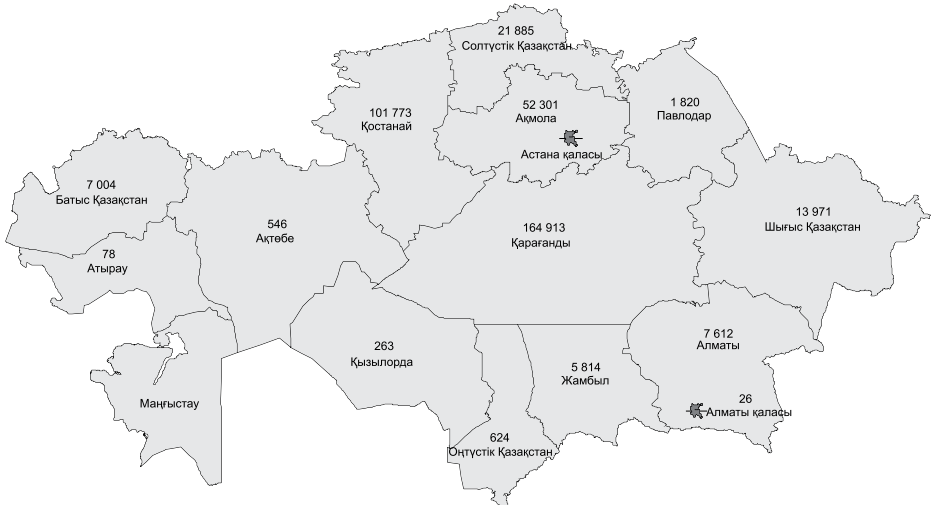 21 885
Солтүстік Қазақстан
101 773
Қостанай
52 301
Ақмола
Астана қаласы
1 820
Павлодар
7 004
Батыс Қазақстан
546
Ақтөбе
164 913
Қарағанды
13 971
Шығыс Қазақстан
78
Атырау
263
Қызылорда
7 612
Алматы
5 814
Жамбыл
Маңғыстау
26
Алматы қаласы
624
Оңтүстік Қазақстан